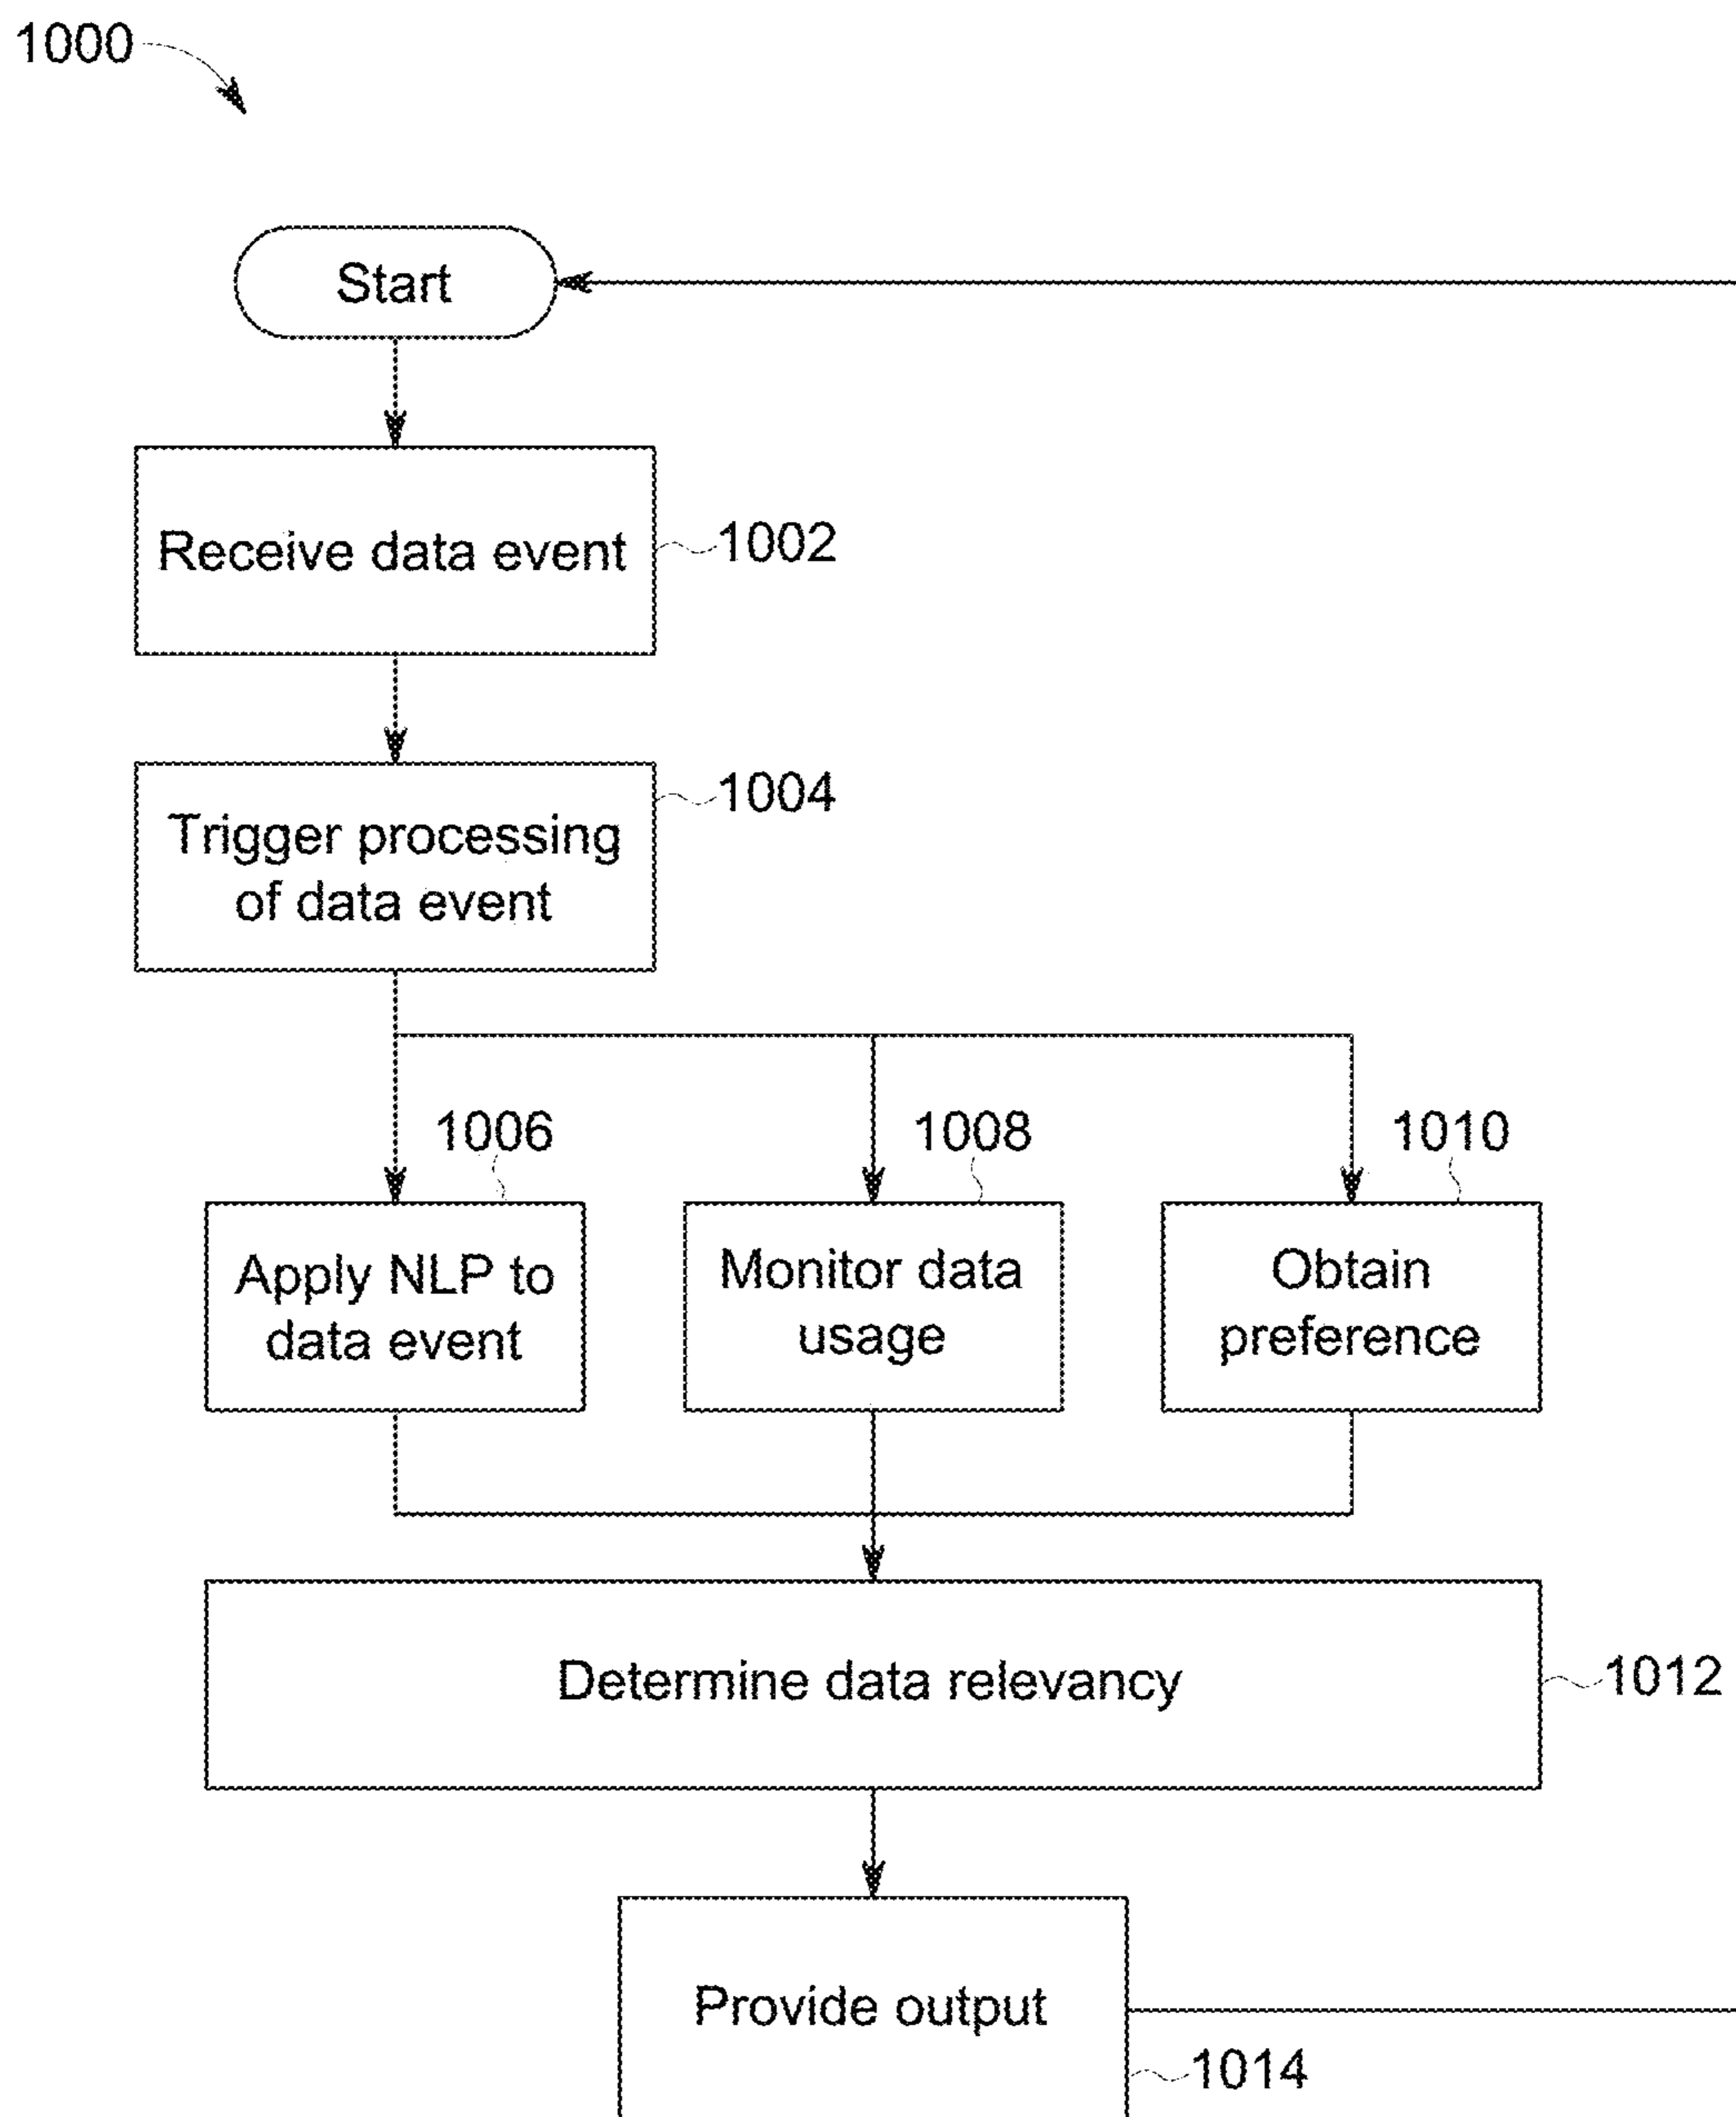 1000
Start
Receive data event
1002
1004
Trigger processing
of data event
1006
1008
1010
Apply NLP to
data event
Monitor data
usage
Obtain
preference
Determine data relevancy
1012
Provide output
1014